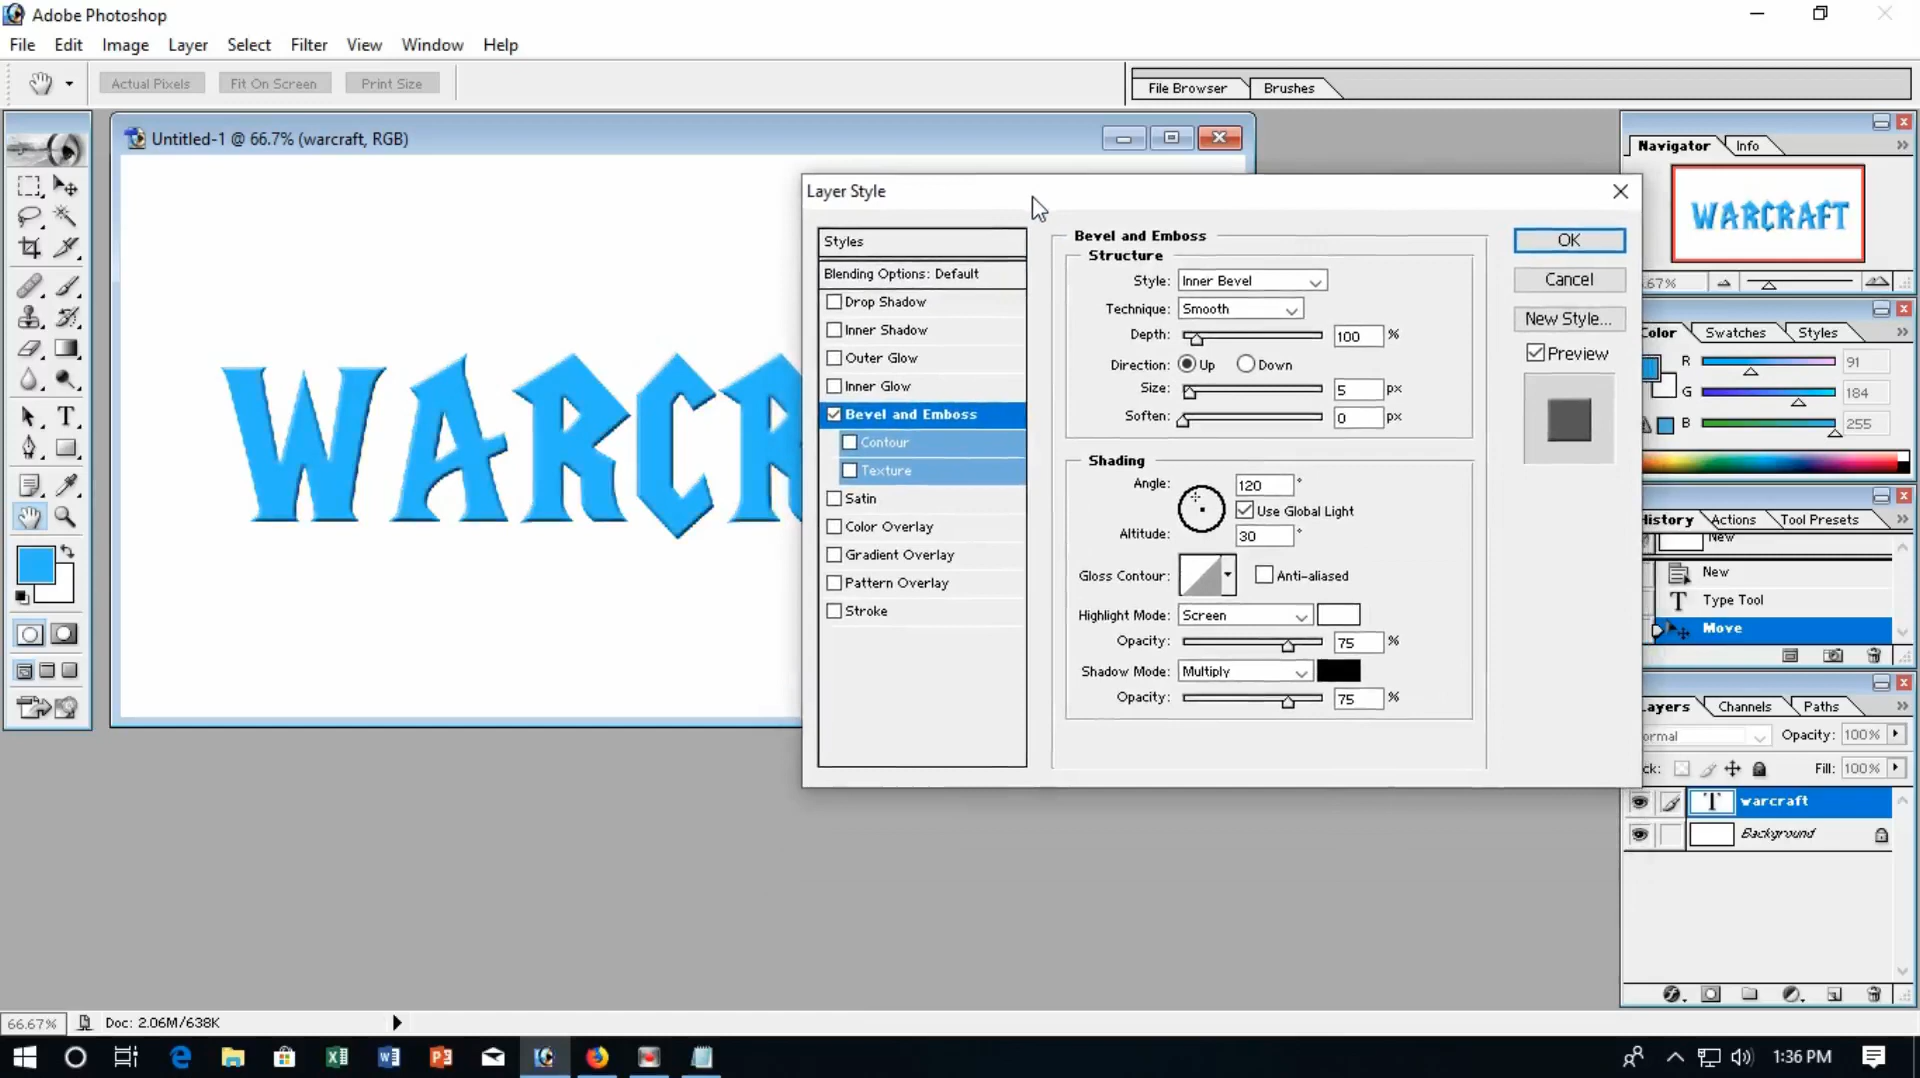 Adobe Photoshop
File Edit Image Layer Select Filter View Window Help
Actual Pixels Fit On Screen Print Size File Browser Brushes
Untitled-1 @ 66.7% (warcraft, RGB)
WARCR
Layer Style
Styles
Blending Options: Default
Drop Shadow
Inner Shadow
Outer Glow
Inner Glow
Bevel and Emboss
Contour
Texture
Satin
Color Overlay
Gradient Overlay
Pattern Overlay
Stroke
Bevel and Emboss
Structure
Style: Inner Bevel
Technique: Smooth
Depth: 100 %
Direction: Up Down
Size: 5 px
Soften: 0 px
Shading
Angle: 120 °
Use Global Light
Altitude: 30 °
Gloss Contour: Anti-aliased
Highlight Mode: Screen
Opacity: 75 %
Shadow Mode: Multiply
Opacity: 75 %
OK
Cancel
New Style...
Preview
Navigator Info
WARCRAFT
.67%
Color Swatches Styles
R 91
G 184
B 255
History Actions Tool Presets
New
New
T Type Tool
Move
Layers Channels Paths
ormal Opacity: 100%
ck: Fill: 100%
T warcraft
Background
66.67% Doc: 2.06M/638K
1:36 PM